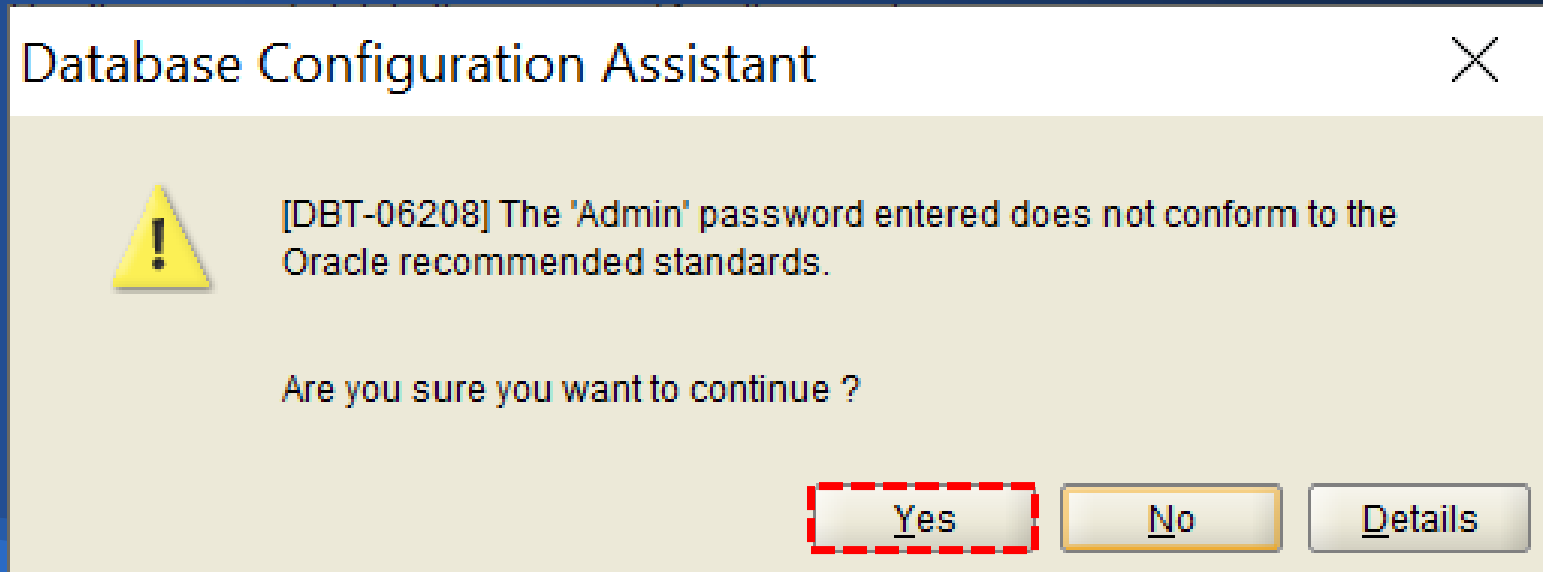 Database Configuration Assistant
[DBT-06208] The 'Admin' password entered does not conform to the
Oracle recommended standards.
Are you sure you want to continue ?
Yes No Details